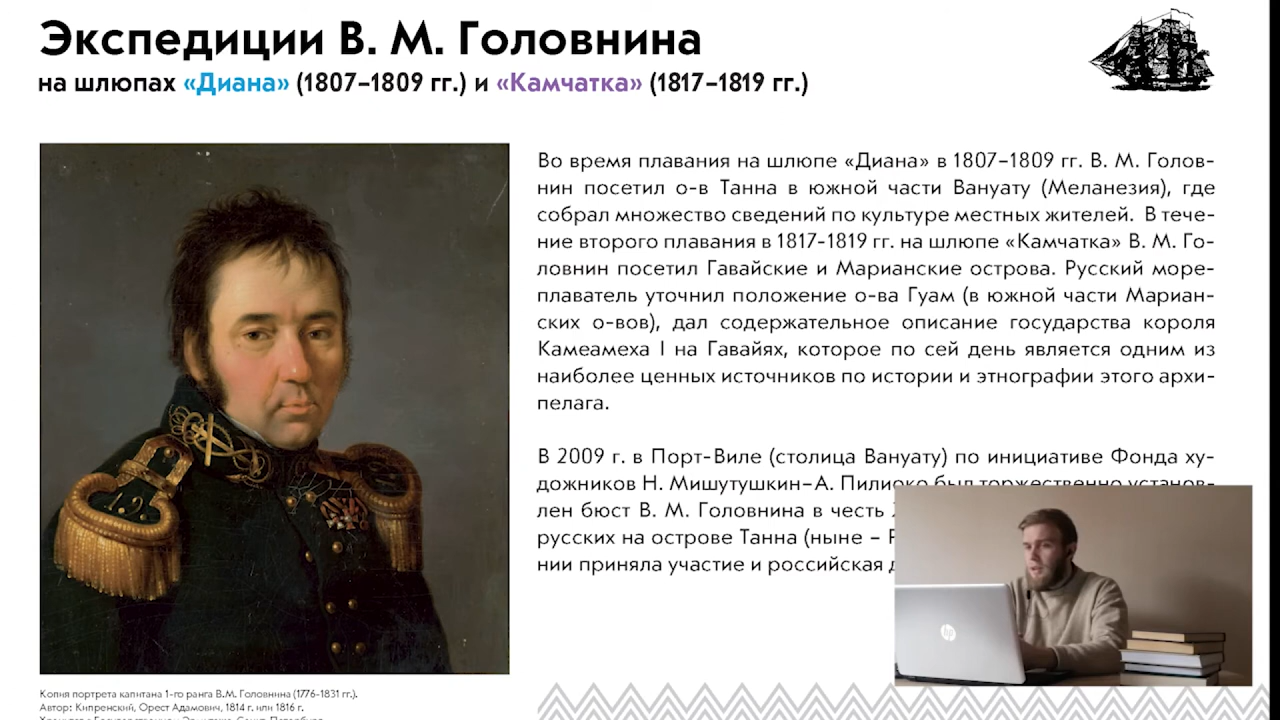 Экспедиции В. М. Головнина
на шлюпах «Диана» (1807–1809 гг.) и «Камчатка» (1817–1819 гг.)
Во время плавания на шлюпе «Диана» в 1807–1809 гг. В. М. Голов-
нин посетил о-в Танна в южной части Вануату (Меланезия), где
собрал множество сведений по культуре местных жителей. В тече-
ние второго плавания в 1817-1819 гг. на шлюпе «Камчатка» В. М. Го-
ловнин посетил Гавайские и Марианские острова. Русский море-
плаватель уточнил положение о-ва Гуам (в южной части Мариан-
ских о-вов), дал содержательное описание государства короля
Камеамеха I на Гавайях, которое по сей день является одним из
наиболее ценных источников по истории и этнографии этого архи-
пелага.
В 2009 г. в Порт-Виле (столица Вануату) по инициативе Фонда ху-
дожников Н. Мишутушкин–А. Пилиоко был торжественно установ-
лен бюст В. М. Головнина в честь
русских на острове Танна (ныне –
нии приняла участие и российская
hp
Копия портрета капитана 1-го ранга В.М. Головнина (1776-1831 гг.).
Автор: Кипренский, Орест Адамович, 1814 г. или 1816 г.